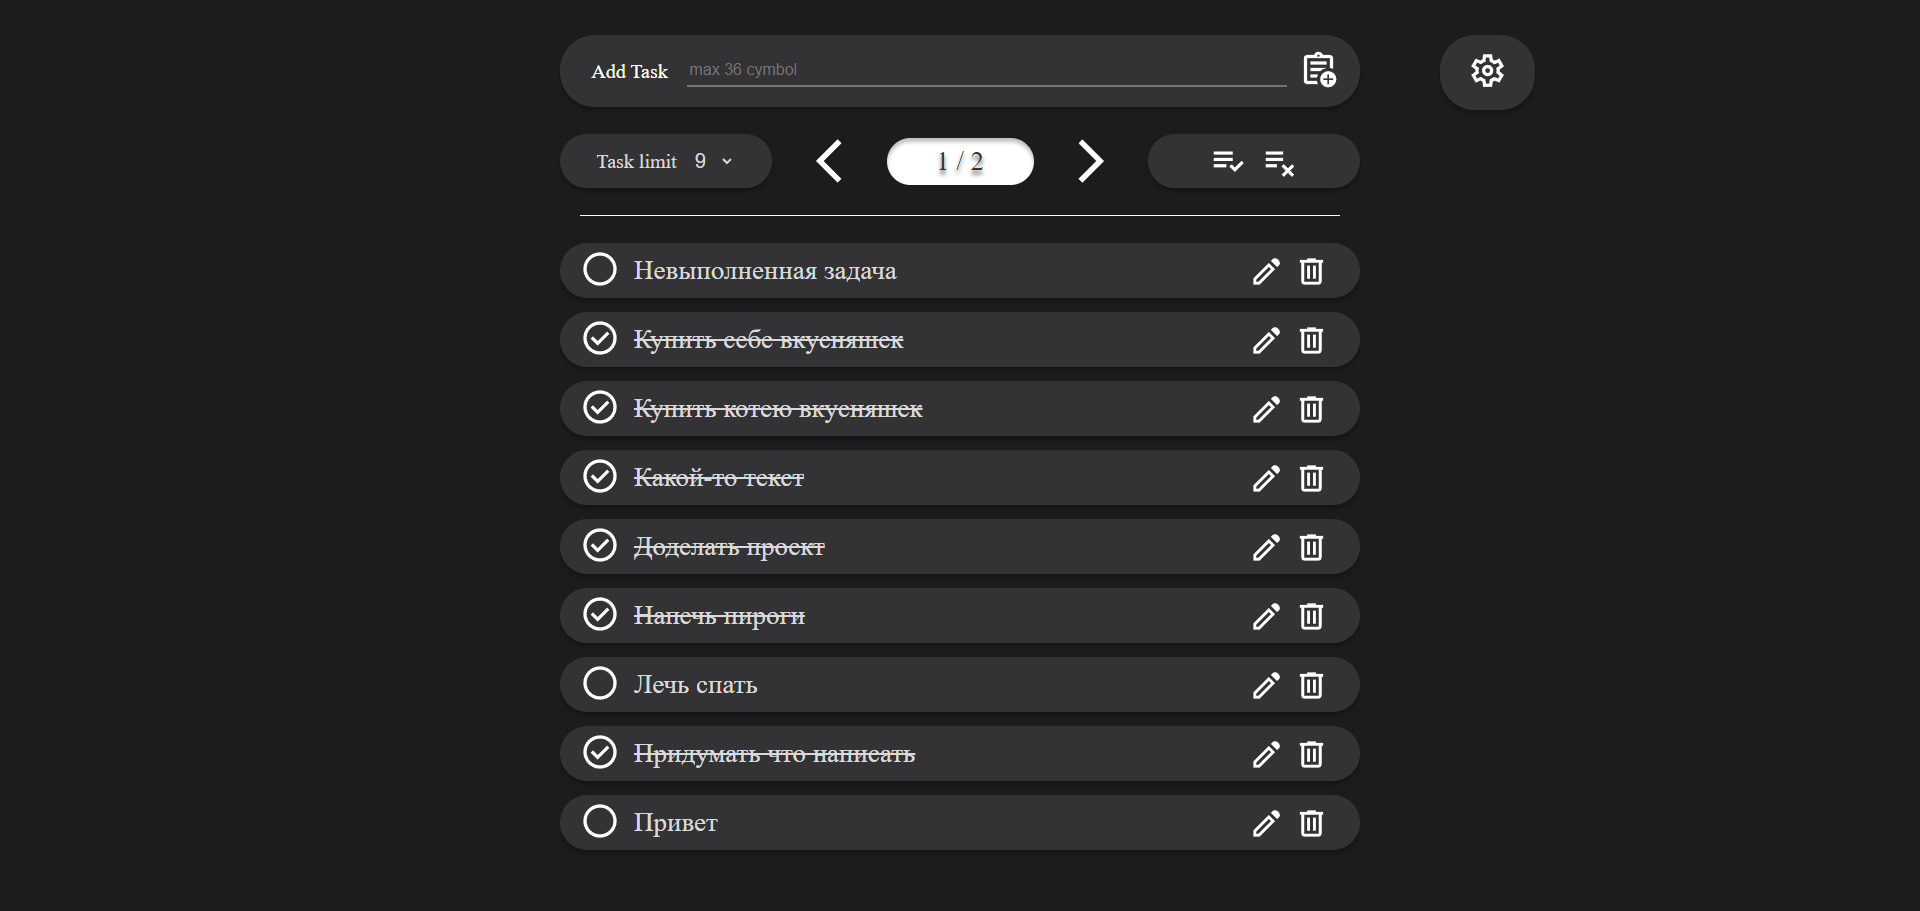 Add Task
max 36 cymbol
Task limit 9
1 / 2
Невыполненная задача
Купить себе вкусняшек
Купить котею вкусняшек
Какой-то текст
Доделать проект
Напечь пироги
Лечь спать
Придумать что написать
Привет